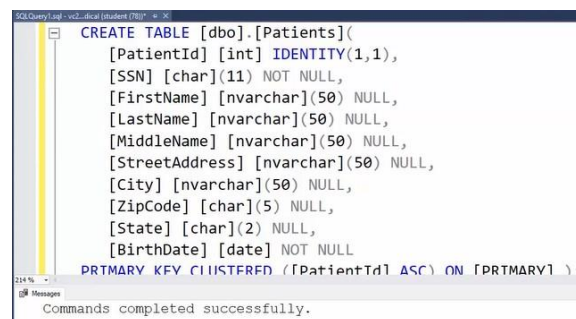 SQLQuery1.sql - vc2...dical (student (78))*
CREATE TABLE [dbo].[Patients](
[PatientId] [int] IDENTITY(1,1),
[SSN] [char](11) NOT NULL,
[FirstName] [nvarchar](50) NULL,
[LastName] [nvarchar](50) NULL,
[MiddleName] [nvarchar](50) NULL,
[StreetAddress] [nvarchar](50) NULL,
[City] [nvarchar](50) NULL,
[ZipCode] [char](5) NULL,
[State] [char](2) NULL,
[BirthDate] [date] NOT NULL
PRIMARY KEY CLUSTERED ([PatientId] ASC) ON [PRIMARY] )
214 %
Messages
Commands completed successfully.